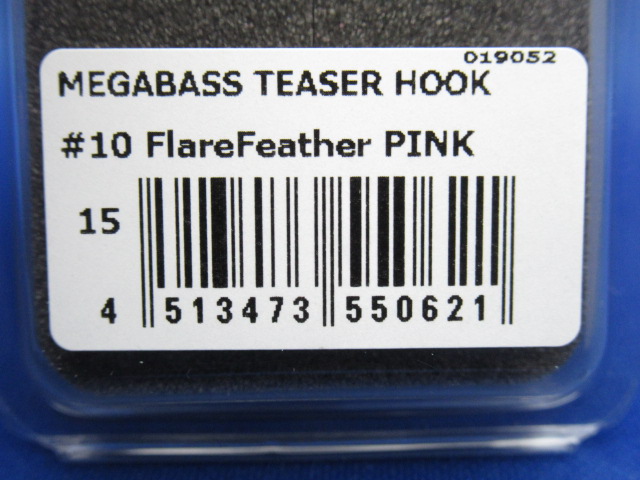 019052
MEGABASS TEASER HOOK
#10 FlareFeather PINK
15
4 513473 550621